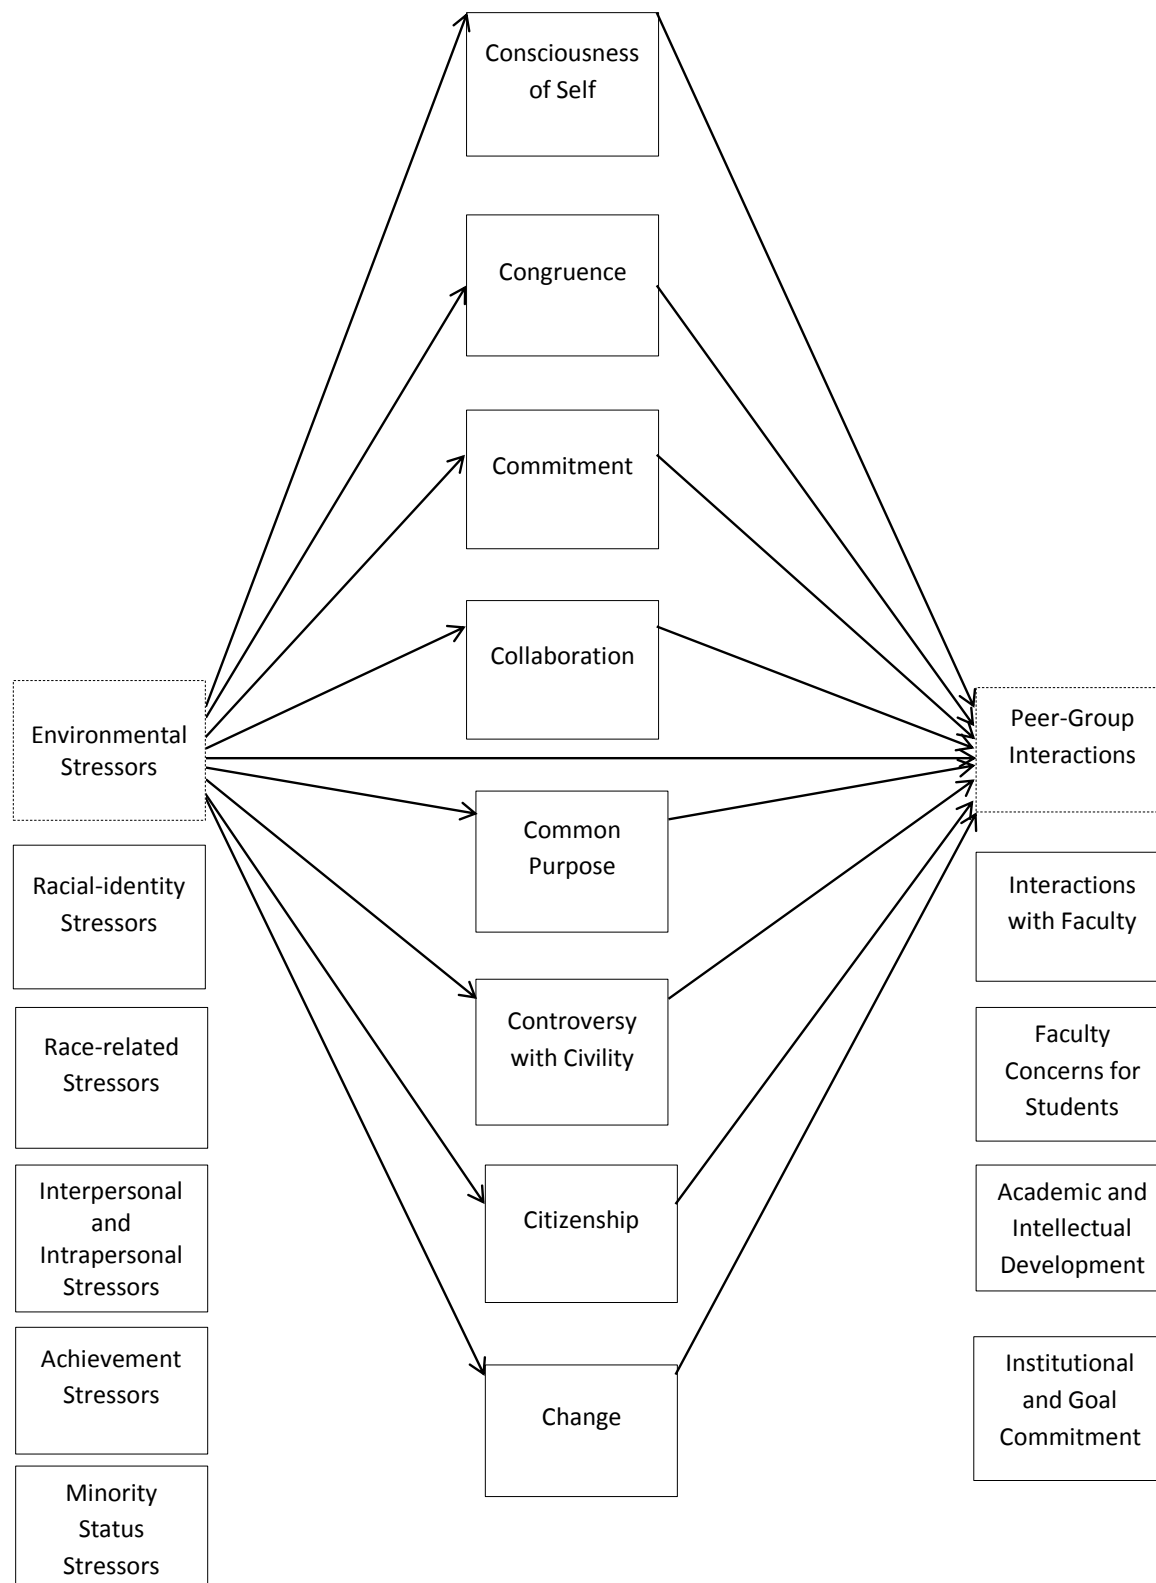 Consciousness
of Self
Congruence
Commitment
Collaboration
Environmental
Stressors
Peer-Group
Interactions
Common
Purpose
Racial-identity
Stressors
Interactions
with Faculty
Controversy
with Civility
Race-related
Stressors
Faculty
Concerns for
Students
Interpersonal
and
Intrapersonal
Stressors
Citizenship
Academic and
Intellectual
Development
Achievement
Stressors
Change
Institutional
and Goal
Commitment
Minority
Status
Stressors